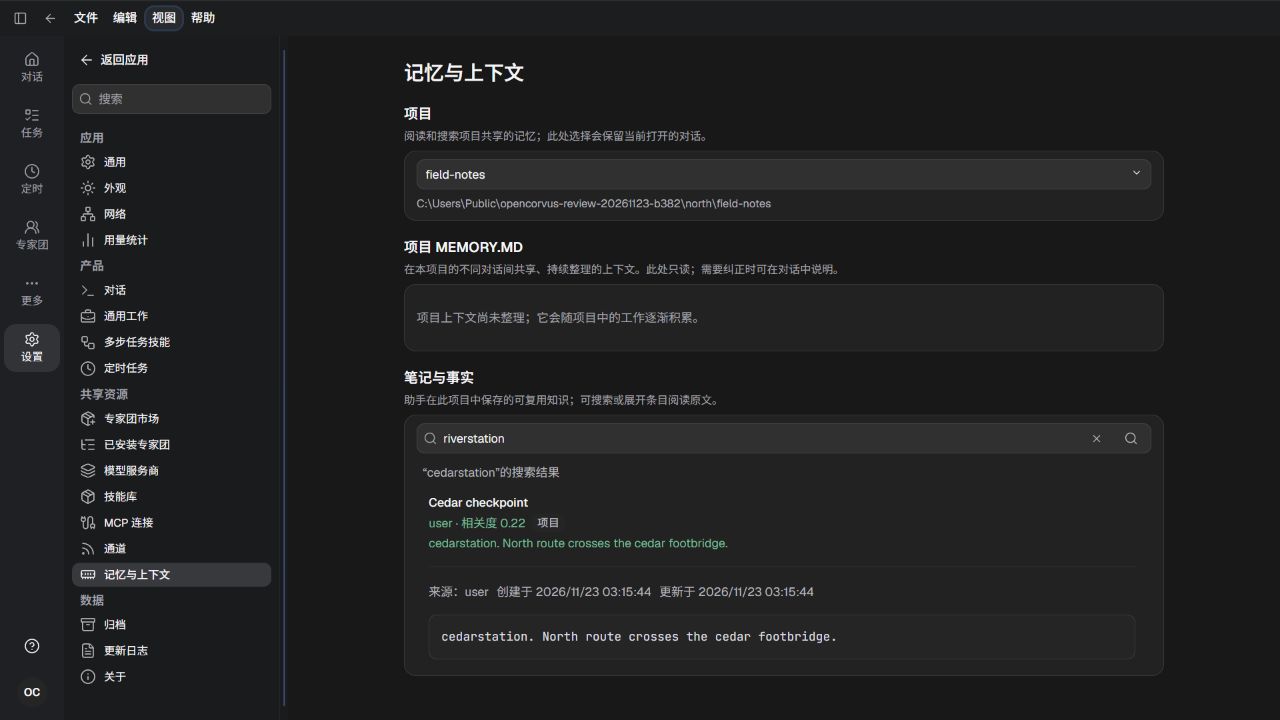 文件 编辑 视图 帮助
对话
任务
定时
专家团
更多
设置
OC
返回应用
搜索
应用
通用
外观
网络
用量统计
产品
对话
通用工作
多步任务技能
定时任务
共享资源
专家团市场
已安装专家团
模型服务商
技能库
MCP 连接
通道
记忆与上下文
数据
归档
更新日志
关于
记忆与上下文
项目
阅读和搜索项目共享的记忆；此处选择会保留当前打开的对话。
field-notes
C:\Users\Public\opencorvus-review-20261123-b382\north\field-notes
项目 MEMORY.MD
在本项目的不同对话间共享、持续整理的上下文。此处只读；需要纠正时可在对话中说明。
项目上下文尚未整理；它会随项目中的工作逐渐积累。
笔记与事实
助手在此项目中保存的可复用知识；可搜索或展开条目阅读原文。
riverstation
“cedarstation”的搜索结果
Cedar checkpoint
user · 相关度 0.22 项目
cedarstation. North route crosses the cedar footbridge.
来源：user 创建于 2026/11/23 03:15:44 更新于 2026/11/23 03:15:44
cedarstation. North route crosses the cedar footbridge.